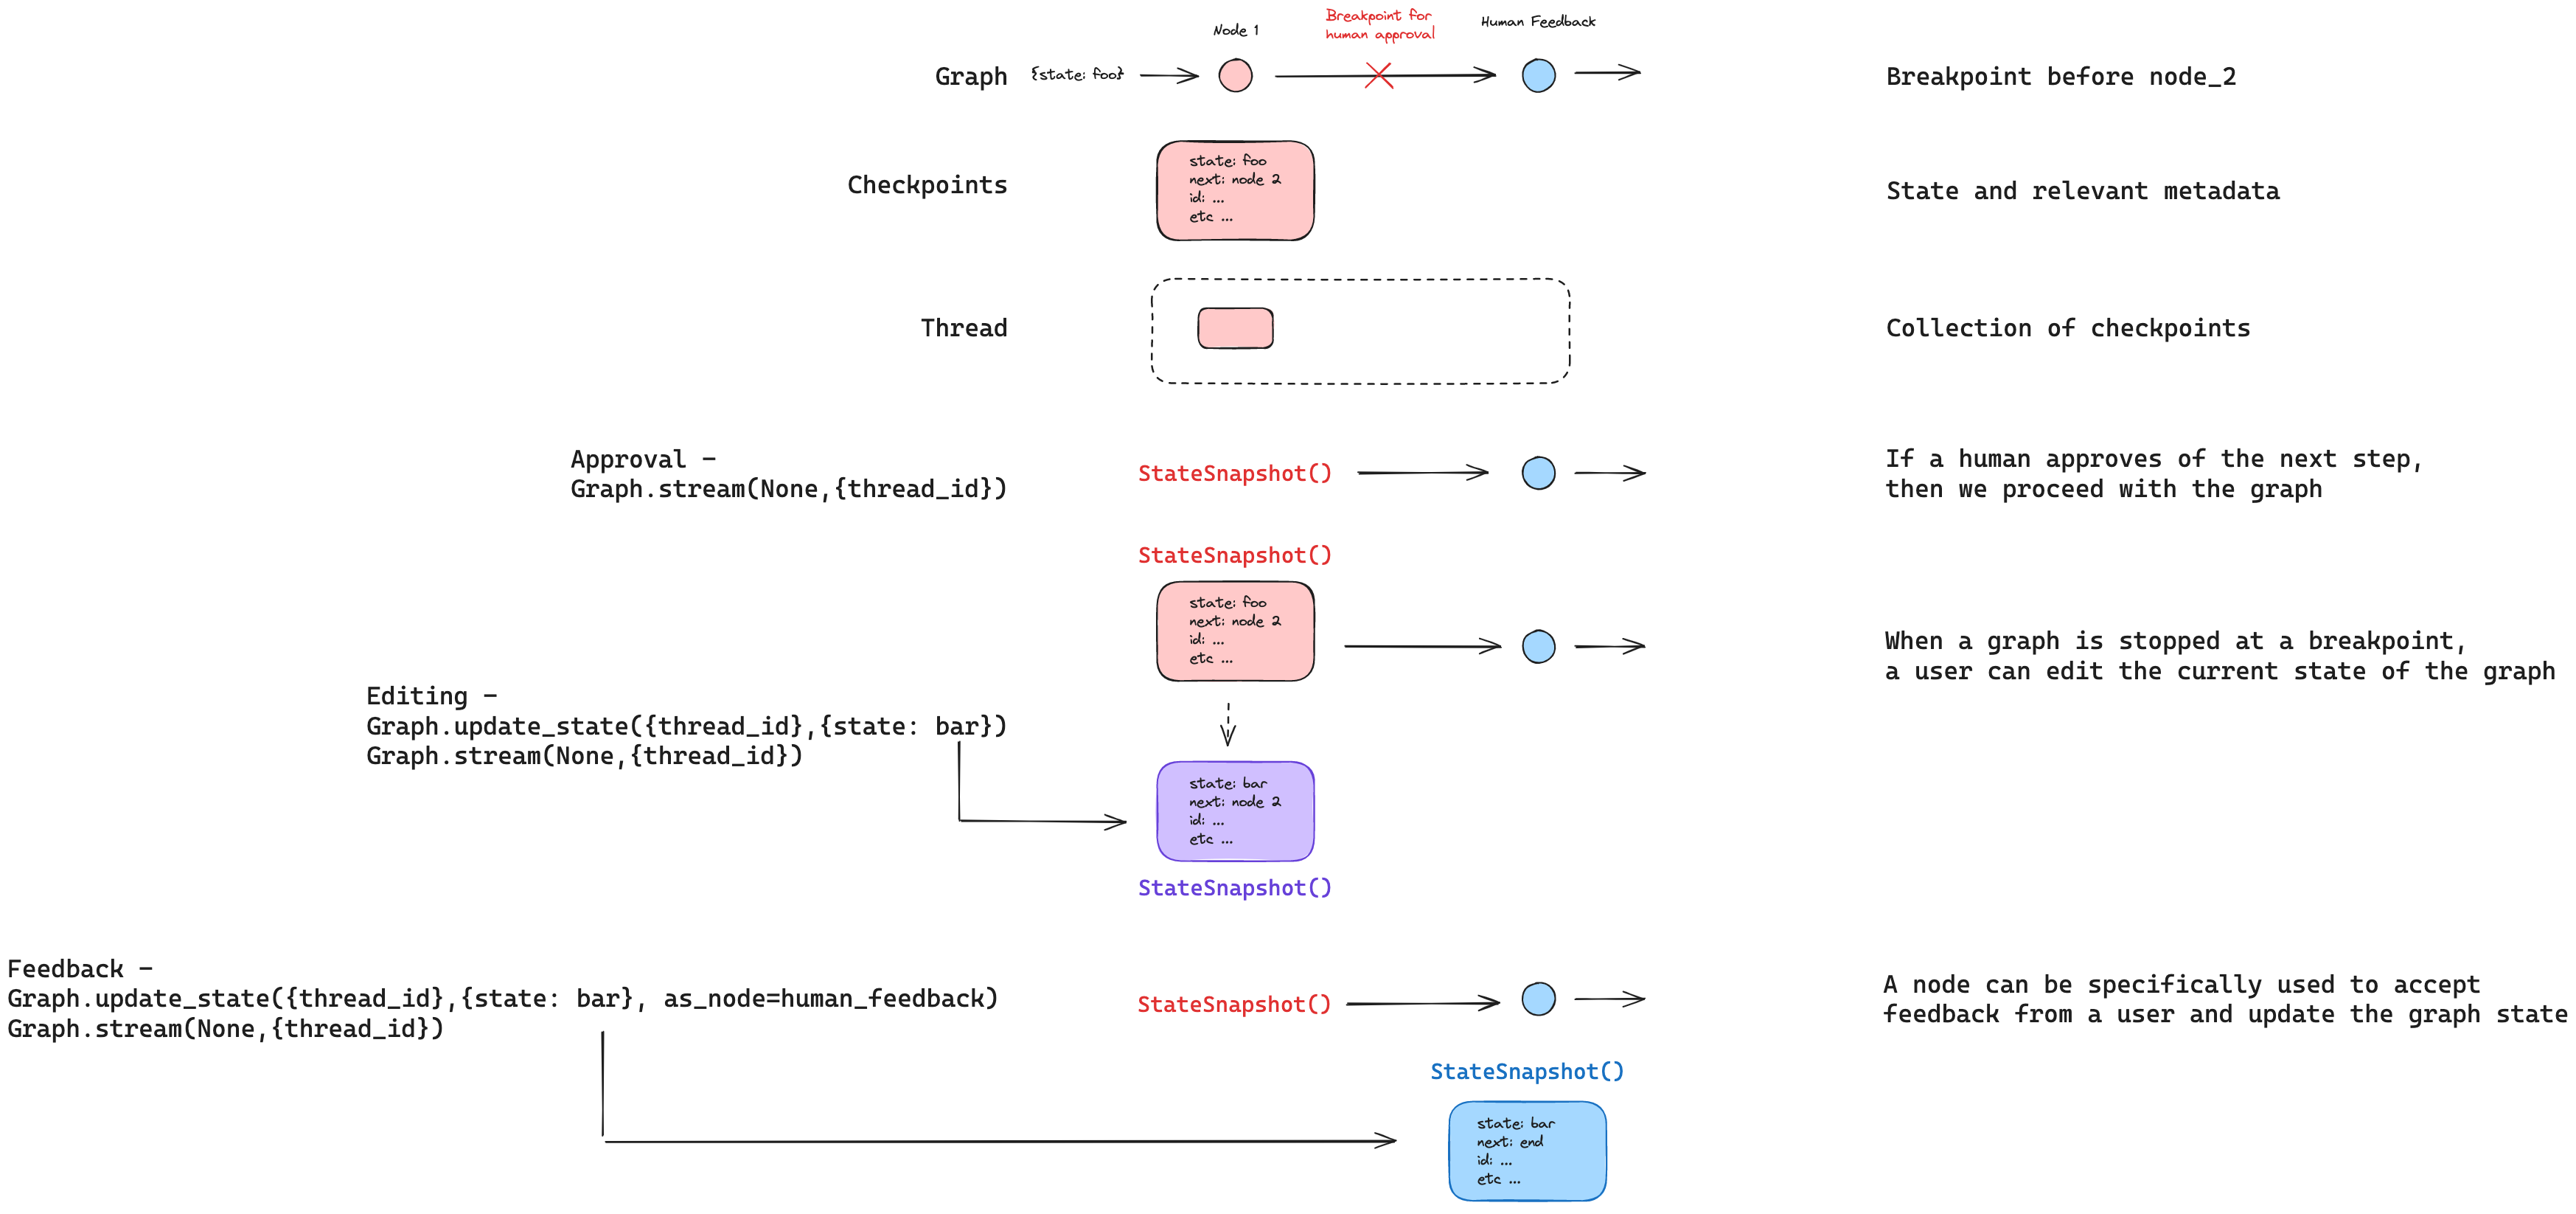 Node 1
Breakpoint for
human approval
Human Feedback
Graph
{state: foo}
Breakpoint before node_2
Checkpoints
state: foo
next: node 2
id: ...
etc ...
State and relevant metadata
Thread
Collection of checkpoints
Approval –
Graph.stream(None,{thread_id})
StateSnapshot()
If a human approves of the next step,
then we proceed with the graph
StateSnapshot()
state: foo
next: node 2
id: ...
etc ...
When a graph is stopped at a breakpoint,
a user can edit the current state of the graph
Editing –
Graph.update_state({thread_id},{state: bar})
Graph.stream(None,{thread_id})
state: bar
next: node 2
id: ...
etc ...
StateSnapshot()
Feedback –
Graph.update_state({thread_id},{state: bar}, as_node=human_feedback)
Graph.stream(None,{thread_id})
StateSnapshot()
A node can be specifically used to accept
feedback from a user and update the graph state
StateSnapshot()
state: bar
next: end
id: ...
etc ...